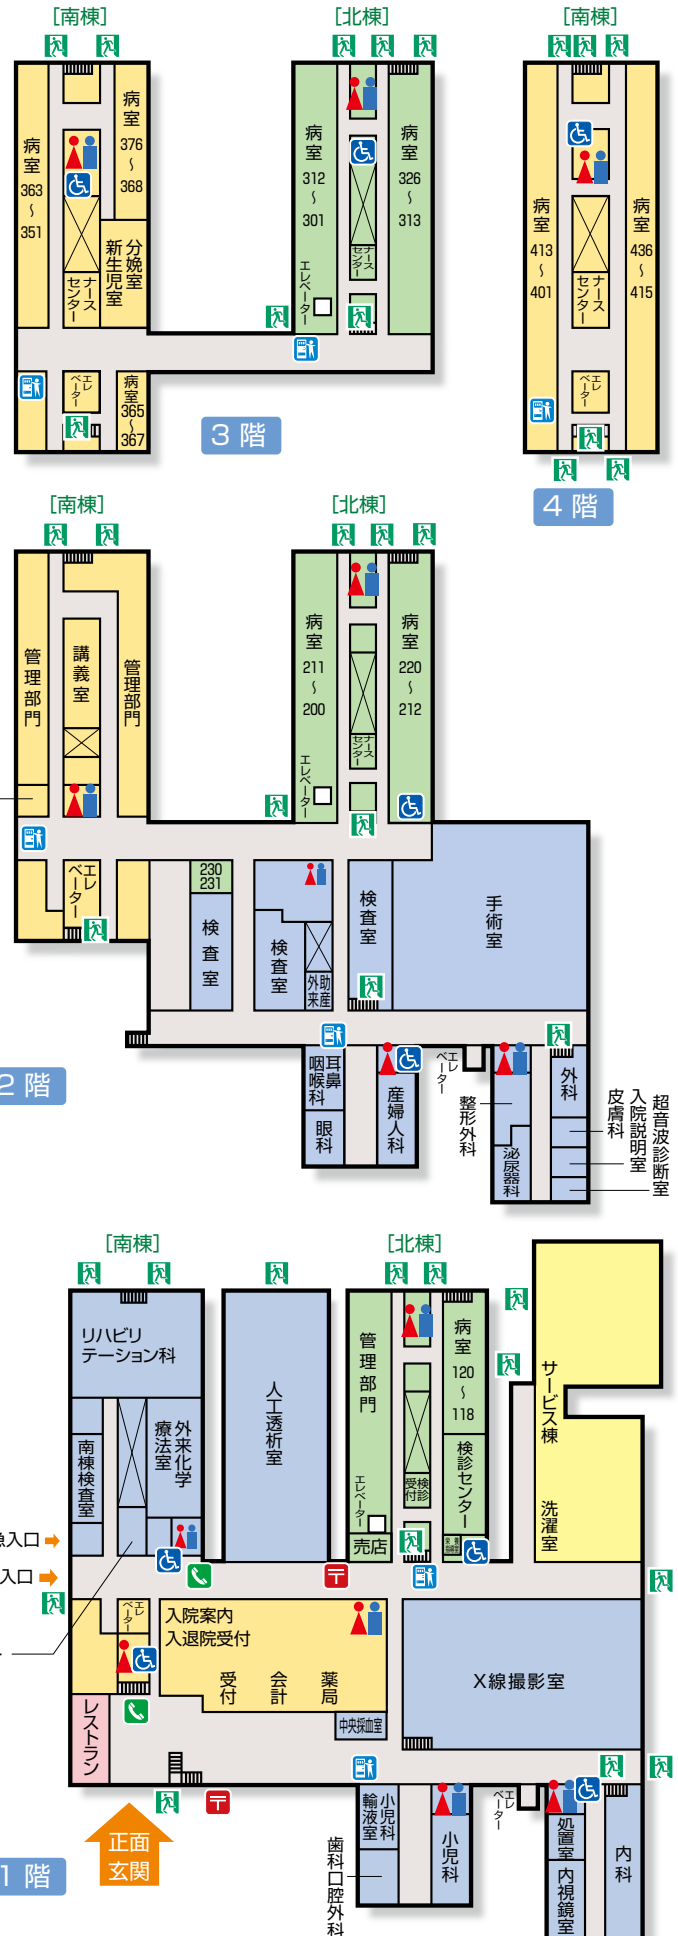 [南棟]
[北棟]
[南棟]
病室
376
〜
368
病室
363
〜
351
分娩室
新生児室
ナース
センター
エレ
ベーター
病室
365
〜
367
病室
312
〜
301
病室
326
〜
313
ナース
センター
エレベーター
3 階
病室
413
〜
401
病室
436
〜
415
ナース
センター
エレ
ベーター
4 階
[南棟]
[北棟]
管理部門
講義室
管理部門
エレ
ベーター
病室
211
〜
200
病室
220
〜
212
ナース
センター
エレベーター
230
231
検査室
検査室
助産
外来
検査室
手術室
耳鼻
咽喉科
眼科
産婦人科
エレ
ベーター
整形外科
泌尿器科
外科
皮膚科
入院説明室
超音波診断室
2 階
[南棟]
[北棟]
リハビリ
テーション科
南棟検査室
外来化学
療法室
人工透析室
管理部門
エレベーター
売店
病室
120
〜
118
検診
受付
検診センター
サービス棟
洗濯室
急入口
入口
エレ
ベーター
入院案内
入退院受付
受付
会計
薬局
中央採血室
X線撮影室
レストラン
正面
玄関
小児科
輸液室
歯科口腔外科
小児科
エレ
ベーター
処置室
内視鏡室
内科
1 階